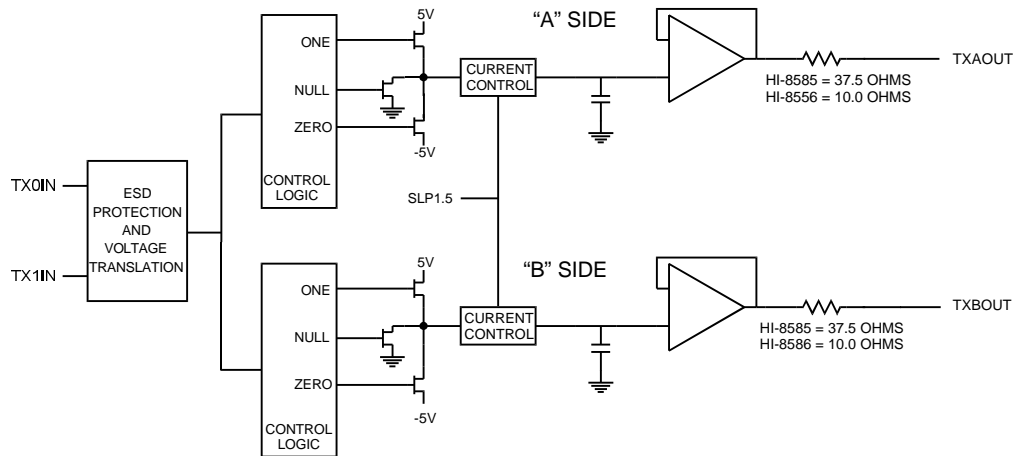 5V
“A” SIDE
ONE
CURRENT
CONTROL
TXAOUT
HI-8585 = 37.5 OHMS
HI-8556 = 10.0 OHMS
NULL
ZERO
-5V
CONTROL
LOGIC
TX0IN
ESD
PROTECTION
AND
VOLTAGE
TRANSLATION
TX1IN
SLP1.5
5V
“B” SIDE
ONE
CURRENT
CONTROL
TXBOUT
HI-8585 = 37.5 OHMS
HI-8586 = 10.0 OHMS
NULL
ZERO
-5V
CONTROL
LOGIC